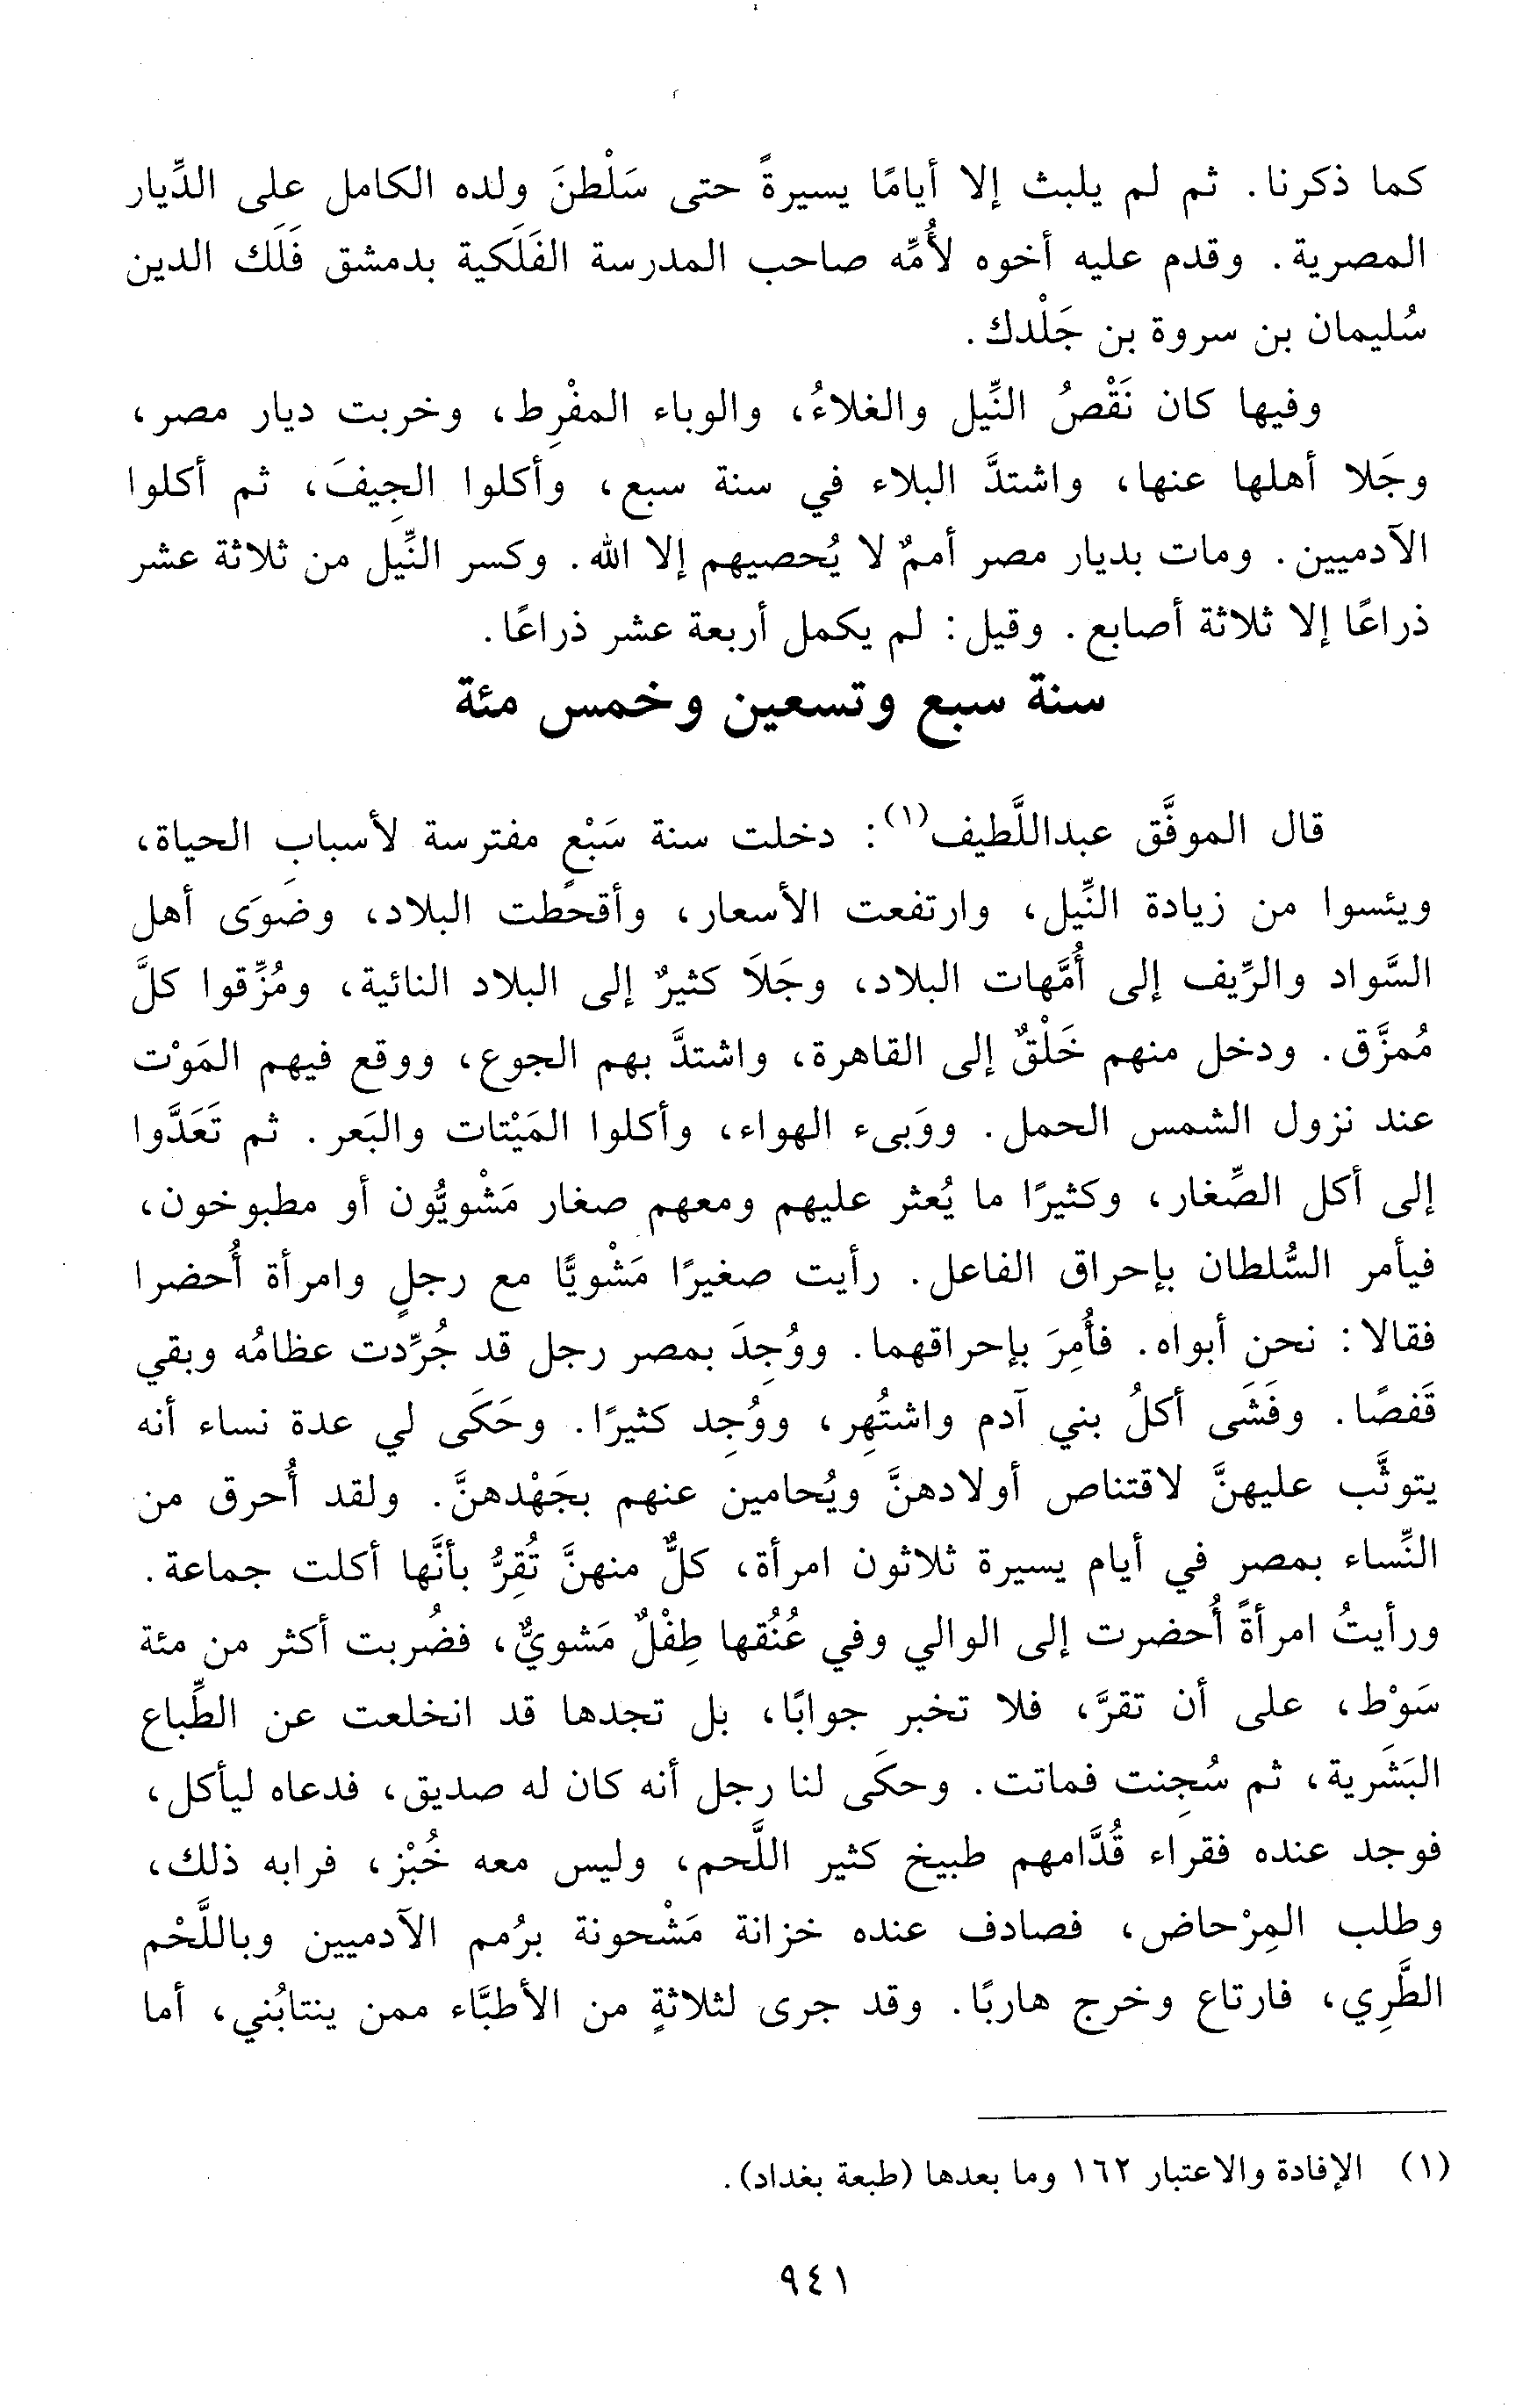 كما ذكرنا. ثم لم يلبث إلا أيامًا يسيرةً حتى سَلْطنَ ولده الكامل على الدِّيار
المصرية. وقدم عليه أخوه لأُمِّه صاحب المدرسة الفَلَكية بدمشق فَلَك الدين
سُليمان بن سروة بن جَلْدك.
وفيها كان نَقْصُ النِّيل والغلاءُ، والوباء المفْرِط، وخربت ديار مصر،
وجَلا أهلها عنها، واشتدَّ البلاء في سنة سبع، وأكلوا الجِيفَ، ثم أكلوا
الآدميين. ومات بديار مصر أممٌ لا يُحصيهم إلا الله. وكسر النِّيل من ثلاثة عشر
ذراعًا إلا ثلاثة أصابع. وقيل: لم يكمل أربعة عشر ذراعًا.
سنة سبع وتسعين وخمس مئة
قال الموفَّق عبداللَّطيف(١): دخلت سنة سَبْعٍ مفترسة لأسبابِ الحياة،
ويئسوا من زيادة النِّيل، وارتفعت الأسعار، وأقحَطت البلاد، وضَوَى أهل
السَّواد والرِّيف إلى أُمَّهات البلاد، وجَلَا كثيرٌ إلى البلاد النائية، ومُزِّقوا كلَّ
مُمزَّق. ودخل منهم خَلْقٌ إلى القاهرة، واشتدَّ بهم الجوع، ووقع فيهم المَوْت
عند نزول الشمس الحمل. ووَبىء الهواء، وأكلوا المَيْتات والبَعر. ثم تَعَدَّوا
إلى أكل الصِّغار، وكثيرًا ما يُعثر عليهم ومعهم صغار مَشْويُّون أو مطبوخون،
فيأمر السُّلطان بإحراق الفاعل. رأيت صغيرًا مَشْويًّا مع رجلٍ وامرأة أُحضرا
فقالا: نحن أبواه. فأُمِرَ بإحراقهما. ووُجِدَ بمصر رجل قد جُرِّدت عظامُه وبقي
قَفصًا. وفَشَى أكلُ بني آدم واشتُهِر، ووُجِد كثيرًا. وحَكَى لي عدة نساء أنه
يتوثَّب عليهنَّ لاقتناص أولادهنَّ ويُحامين عنهم بجَهْدهنَّ. ولقد أُحرق من
النِّساء بمصر في أيام يسيرة ثلاثون امرأة، كلٌّ منهنَّ تُقِرُّ بأنَّها أكلت جماعة.
ورأيتُ امرأةً أُحضرت إلى الوالي وفي عُنُقها طِفْلٌ مَشويٌّ، فضُربت أكثر من مئة
سَوْط، على أن تقرَّ، فلا تخبر جوابًا، بل تجدها قد انخلعت عن الطِّباع
البَشَرية، ثم سُجِنت فماتت. وحكَى لنا رجل أنه كان له صديق، فدعاه ليأكل،
فوجد عنده فقراء قُدَّامهم طبيخ كثير اللَّحم، وليس معه خُبْز، فرابه ذلك،
وطلب المِرْحاض، فصادف عنده خزانة مَشْحونة برُمم الآدميين وباللَّحْم
الطَّرِي، فارتاع وخرج هاربًا. وقد جرى لثلاثةٍ من الأطبَّاء ممن ينتابُني، أما
(١) الإفادة والاعتبار ١٦٢ وما بعدها (طبعة بغداد).
٩٤١